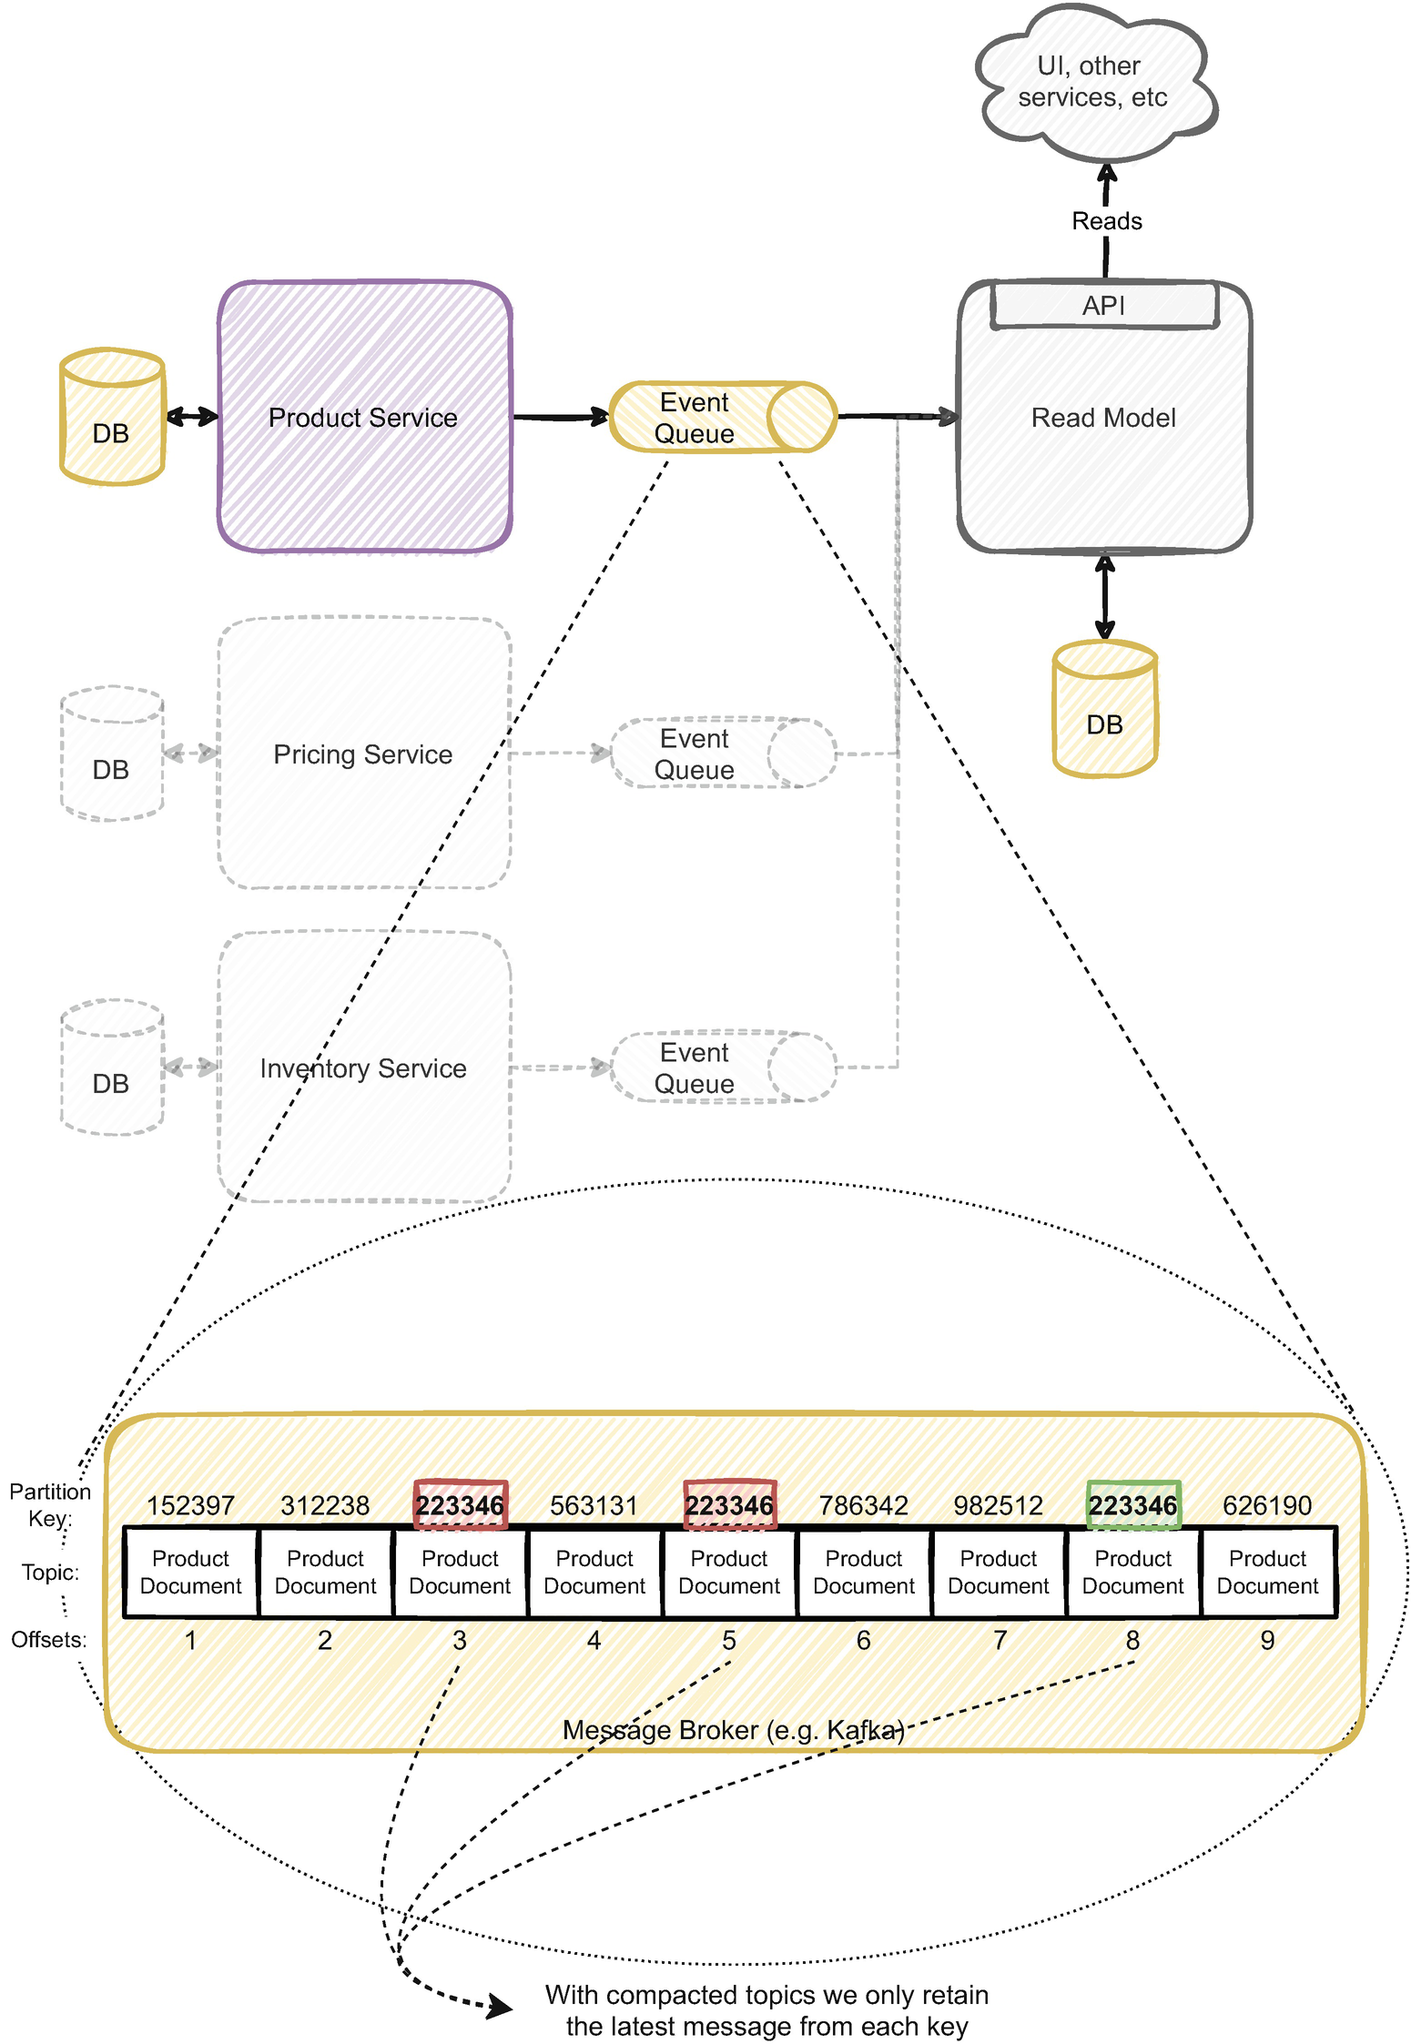 UI, other
services, etc
Reads
API
DB
Product Service
Event
Queue
Read Model
DB
DB
Pricing Service
Event
Queue
DB
Inventory Service
Event
Queue
Partition
Key:
152397 312238 223346 563131 223346 786342 982512 223346 626190
Topic:
Product Product Product Product Product Product Product Product Product
Document Document Document Document Document Document Document Document Document
Offsets: 1 2 3 4 5 6 7 8 9
Message Broker (e.g. Kafka)
With compacted topics we only retain
the latest message from each key